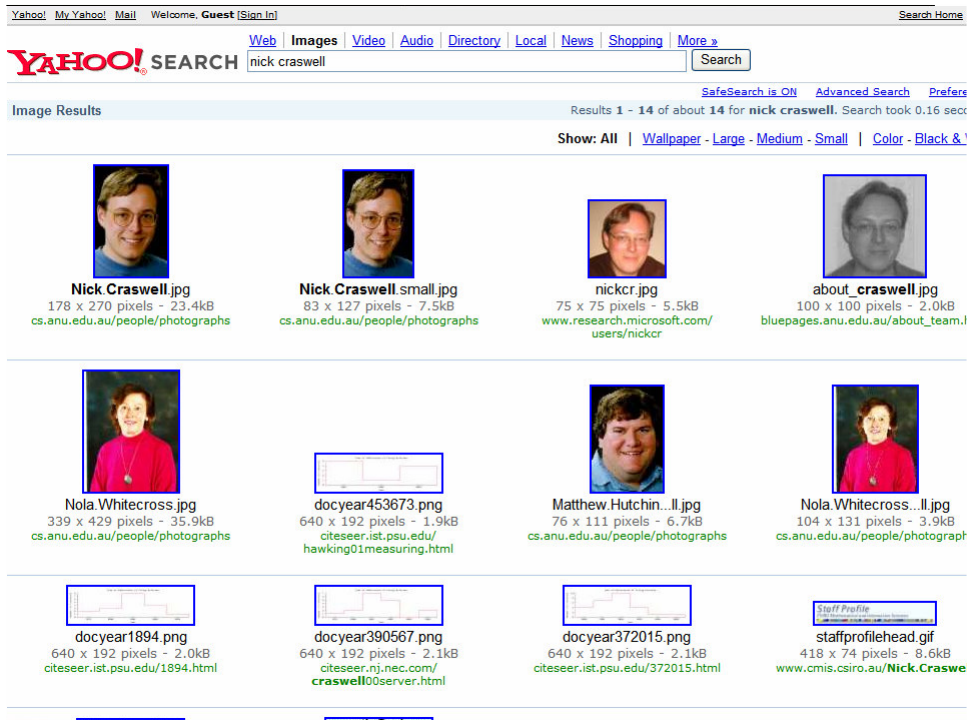 Yahoo! My Yahoo! Mail Welcome, Guest [Sign In] Search Home
YAHOO! SEARCH
Web | Images | Video | Audio | Directory | Local | News | Shopping | More »
nick craswell Search
SafeSearch is ON Advanced Search Prefere
Image Results Results 1 - 14 of about 14 for nick craswell. Search took 0.16 seco
Show: All | Wallpaper - Large - Medium - Small | Color - Black &
Nick.Craswell.jpg Nick.Craswell.small.jpg nickcr.jpg about_craswell.jpg
178 x 270 pixels - 23.4kB 83 x 127 pixels - 7.5kB 75 x 75 pixels - 5.5kB 100 x 100 pixels - 2.0kB
cs.anu.edu.au/people/photographs cs.anu.edu.au/people/photographs www.research.microsoft.com/ bluepages.anu.edu.au/about_team.h
users/nickcr
Nola.Whitecross.jpg docyear453673.png Matthew.Hutchin...ll.jpg Nola.Whitecross...ll.jpg
339 x 429 pixels - 35.9kB 640 x 192 pixels - 1.9kB 76 x 111 pixels - 6.7kB 104 x 131 pixels - 3.9kB
cs.anu.edu.au/people/photographs citeseer.ist.psu.edu/ cs.anu.edu.au/people/photographs cs.anu.edu.au/people/photograph
hawking01measuring.html
Staff Profile
docyear1894.png docyear390567.png docyear372015.png staffprofilehead.gif
640 x 192 pixels - 2.0kB 640 x 192 pixels - 2.1kB 640 x 192 pixels - 2.1kB 418 x 74 pixels - 8.6kB
citeseer.ist.psu.edu/1894.html citeseer.nj.nec.com/ citeseer.ist.psu.edu/372015.html www.cmis.csiro.au/Nick.Craswe
craswell00server.html